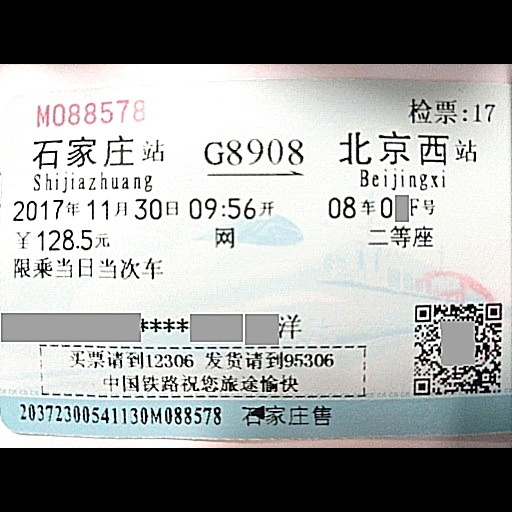 M088578 检票:17
石家庄站 G8908 北京西站
Shijiazhuang Beijingxi
2017年11月30日 09:56开 08车0 F号
¥128.5元 网 二等座
限乘当日当次车
**** 洋
买票请到12306 发货请到95306
中国铁路祝您旅途愉快
20372300541130M088578 石家庄售